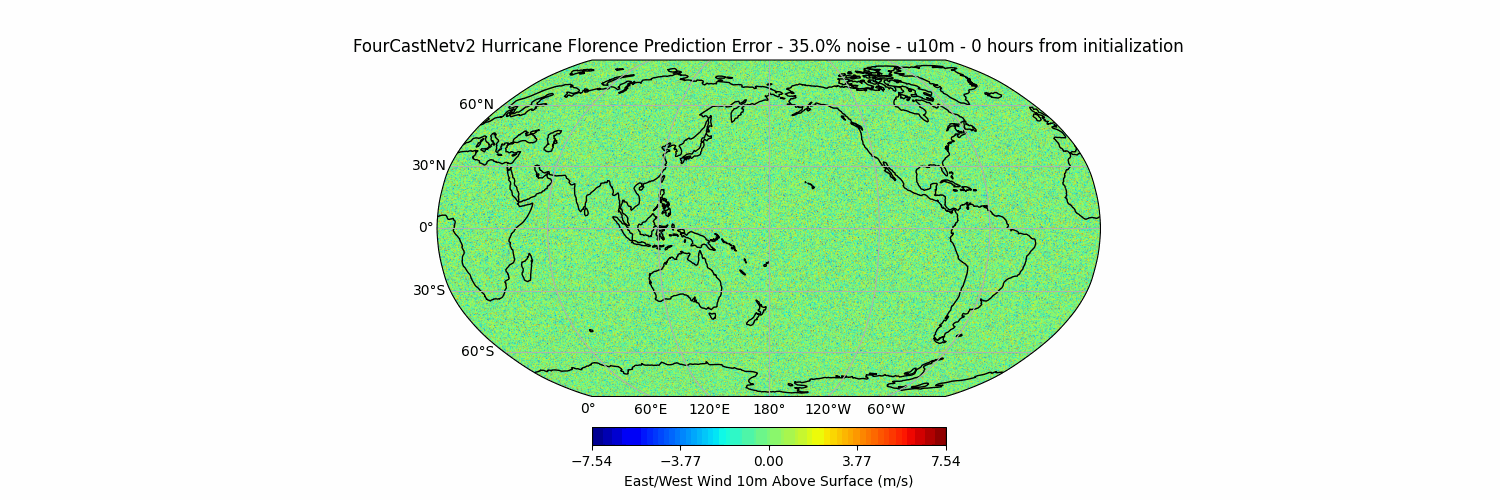 FourCastNetv2 Hurricane Florence Prediction Error - 35.0% noise - u10m - 0 hours from initialization
60°N
30°N
0°
30°S
60°S
0° 60°E 120°E 180° 120°W 60°W
−7.54 −3.77 0.00 3.77 7.54
East/West Wind 10m Above Surface (m/s)